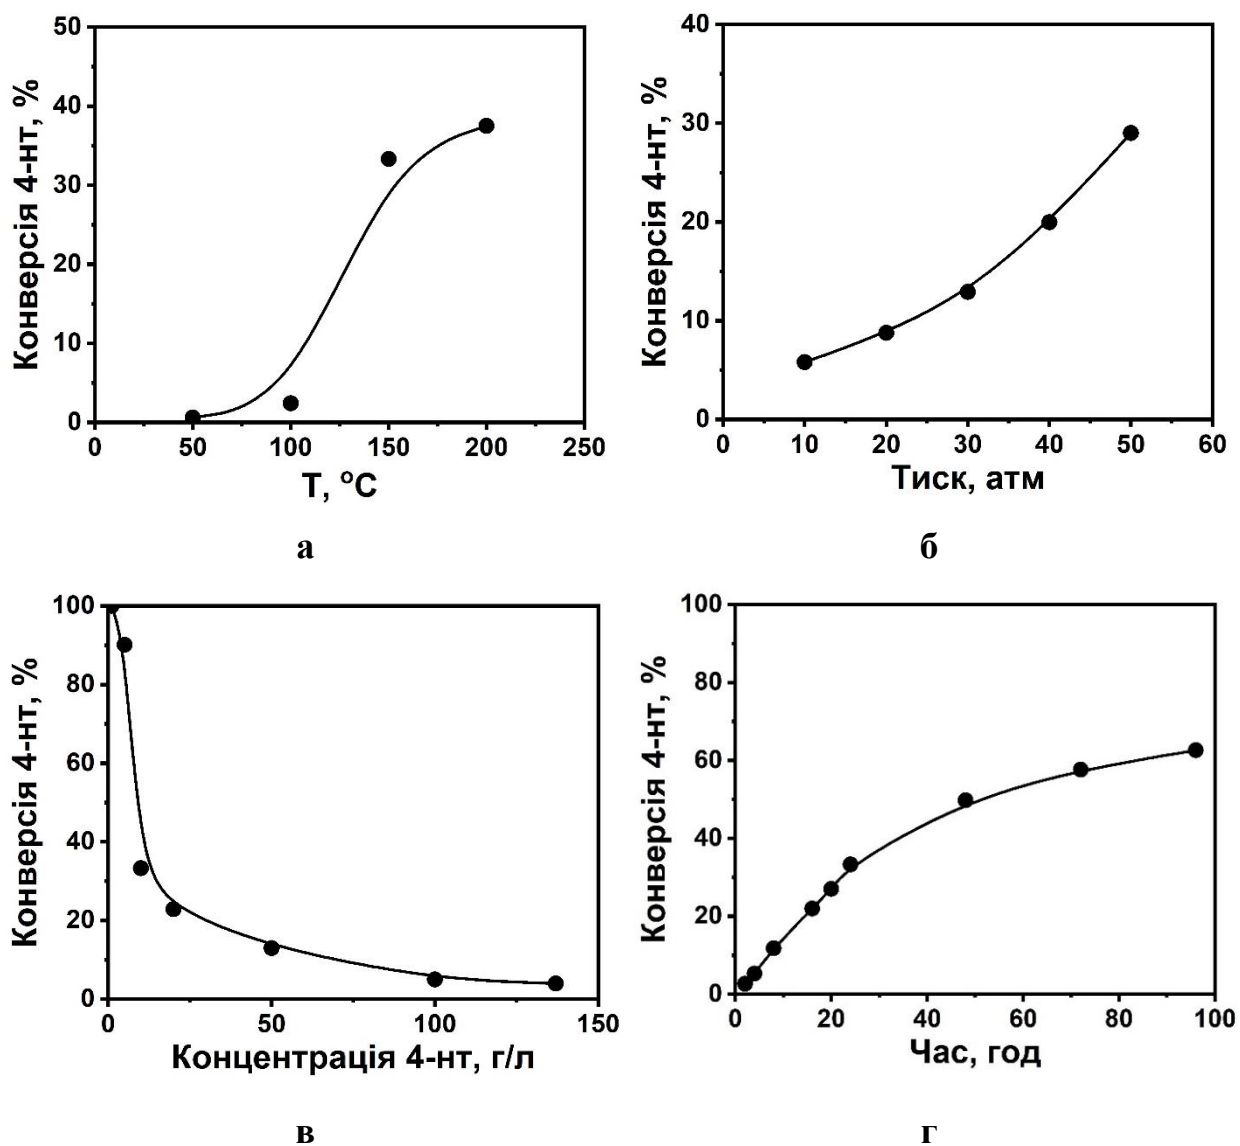 50
40
30
20
10
0
0 50 100 150 200 250
Конверсія 4-нт, %
T, °C
а
40
30
20
10
0
0 10 20 30 40 50 60
Конверсія 4-нт, %
Тиск, атм
б
100
80
60
40
20
0
0 50 100 150
Конверсія 4-нт, %
Концентрація 4-нт, г/л
в
100
80
60
40
20
0
0 20 40 60 80 100
Конверсія 4-нт, %
Час, год
г